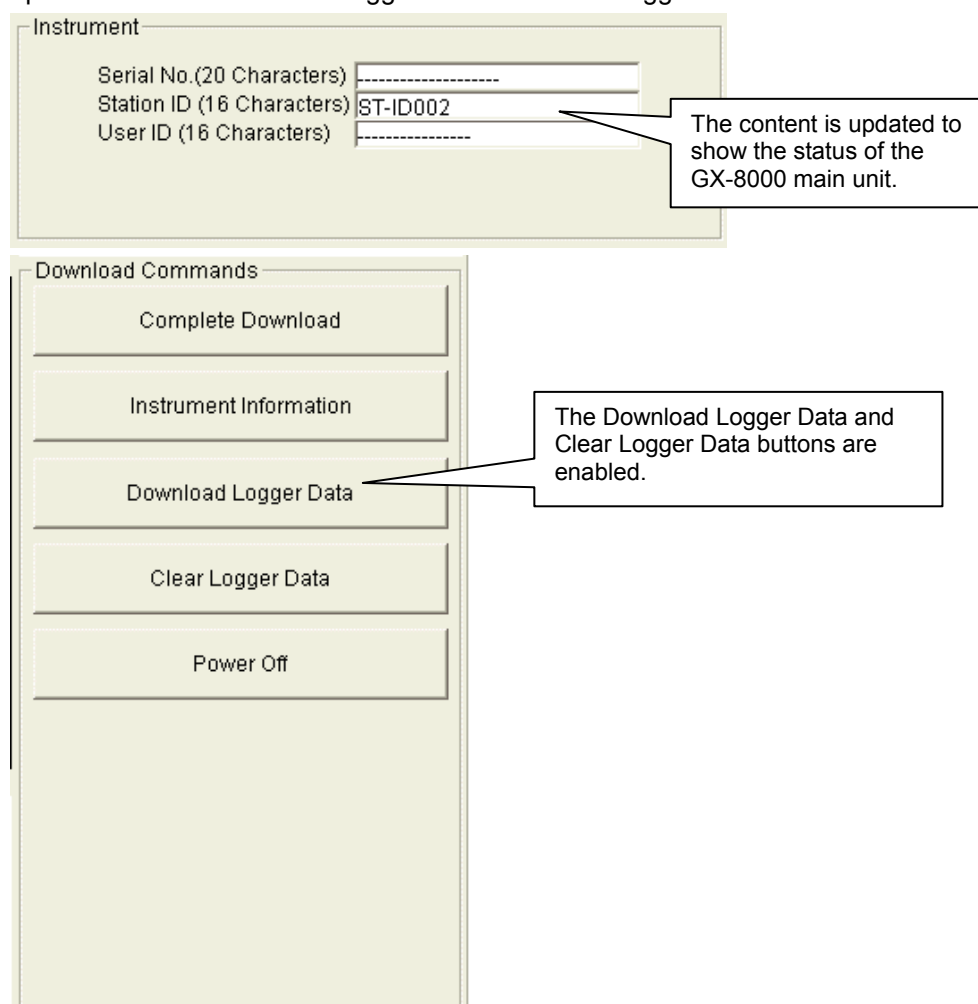 Instrument
Serial No.(20 Characters) --------------------
Station ID (16 Characters) ST-ID002
User ID (16 Characters) ----------------
The content is updated to
show the status of the
GX-8000 main unit.
Download Commands
Complete Download
Instrument Information
Download Logger Data
The Download Logger Data and
Clear Logger Data buttons are
enabled.
Clear Logger Data
Power Off